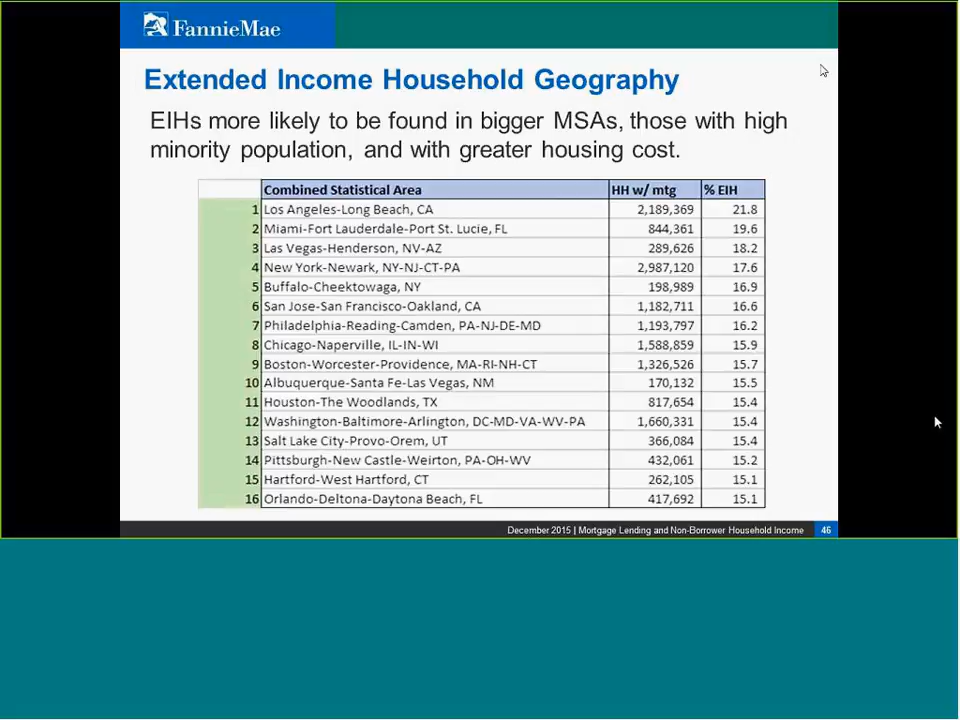 FannieMae
Extended Income Household Geography
EIHs more likely to be found in bigger MSAs, those with high
minority population, and with greater housing cost.
Combined Statistical Area HH w/ mtg % EIH
1 Los Angeles-Long Beach, CA 2,189,369 21.8
2 Miami-Fort Lauderdale-Port St. Lucie, FL 844,361 19.6
3 Las Vegas-Henderson, NV-AZ 289,626 18.2
4 New York-Newark, NY-NJ-CT-PA 2,987,120 17.6
5 Buffalo-Cheektowaga, NY 198,989 16.9
6 San Jose-San Francisco-Oakland, CA 1,182,711 16.6
7 Philadelphia-Reading-Camden, PA-NJ-DE-MD 1,193,797 16.2
8 Chicago-Naperville, IL-IN-WI 1,588,859 15.9
9 Boston-Worcester-Providence, MA-RI-NH-CT 1,326,526 15.7
10 Albuquerque-Santa Fe-Las Vegas, NM 170,132 15.5
11 Houston-The Woodlands, TX 817,654 15.4
12 Washington-Baltimore-Arlington, DC-MD-VA-WV-PA 1,660,331 15.4
13 Salt Lake City-Provo-Orem, UT 366,084 15.4
14 Pittsburgh-New Castle-Weirton, PA-OH-WV 432,061 15.2
15 Hartford-West Hartford, CT 262,105 15.1
16 Orlando-Deltona-Daytona Beach, FL 417,692 15.1
December 2015 | Mortgage Lending and Non-Borrower Household Income 46